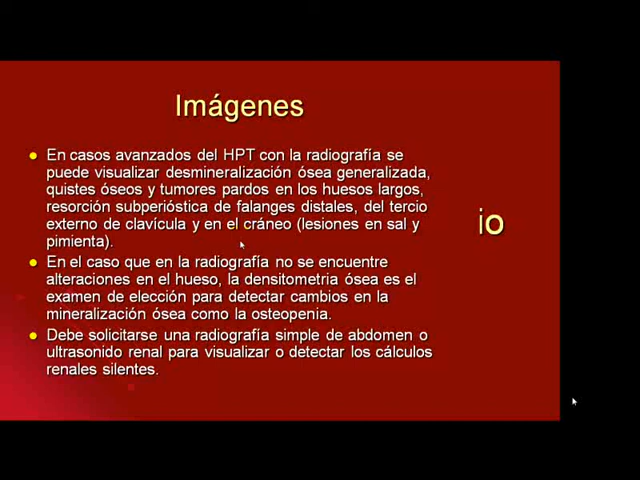 Imágenes
En casos avanzados del HPT con la radiografía se
puede visualizar desmineralización ósea generalizada,
quistes óseos y tumores pardos en los huesos largos,
resorción subperióstica de falanges distales, del tercio
externo de clavícula y en el cráneo (lesiones en sal y
pimienta).
En el caso que en la radiografía no se encuentre
alteraciones en el hueso, la densitometria ósea es el
examen de elección para detectar cambios en la
mineralización ósea como la osteopenia.
Debe solicitarse una radiografía simple de abdomen o
ultrasonido renal para visualizar o detectar los cálculos
renales silentes.
io